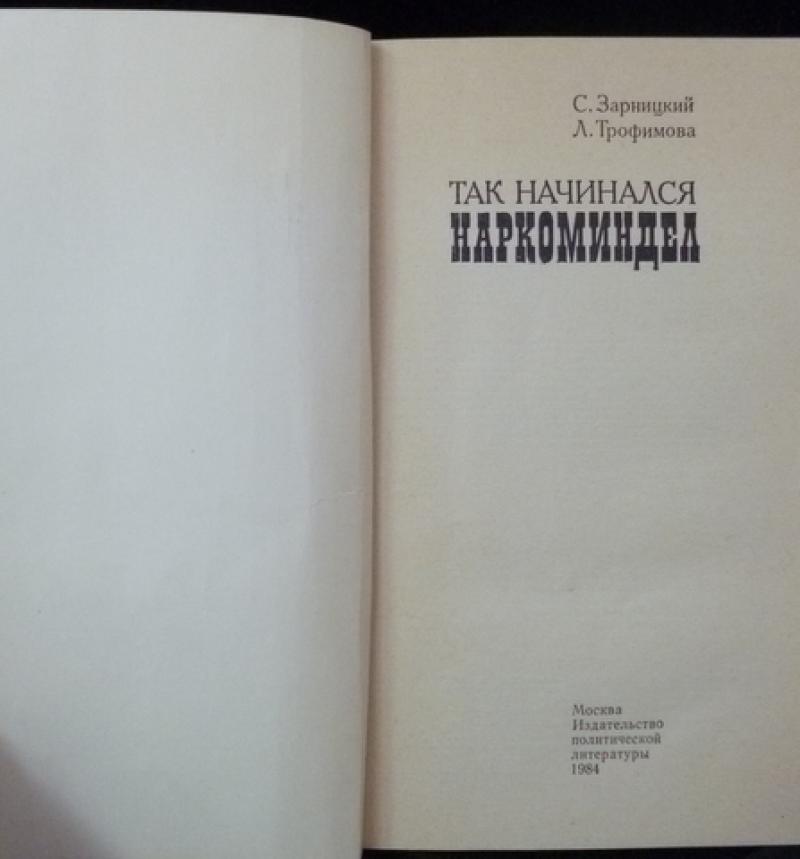 С. Зарницкий
Л. Трофимова
ТАК НАЧИНАЛСЯ
НАРКОМИНДЕЛ
Москва
Издательство
политической
литературы
1984